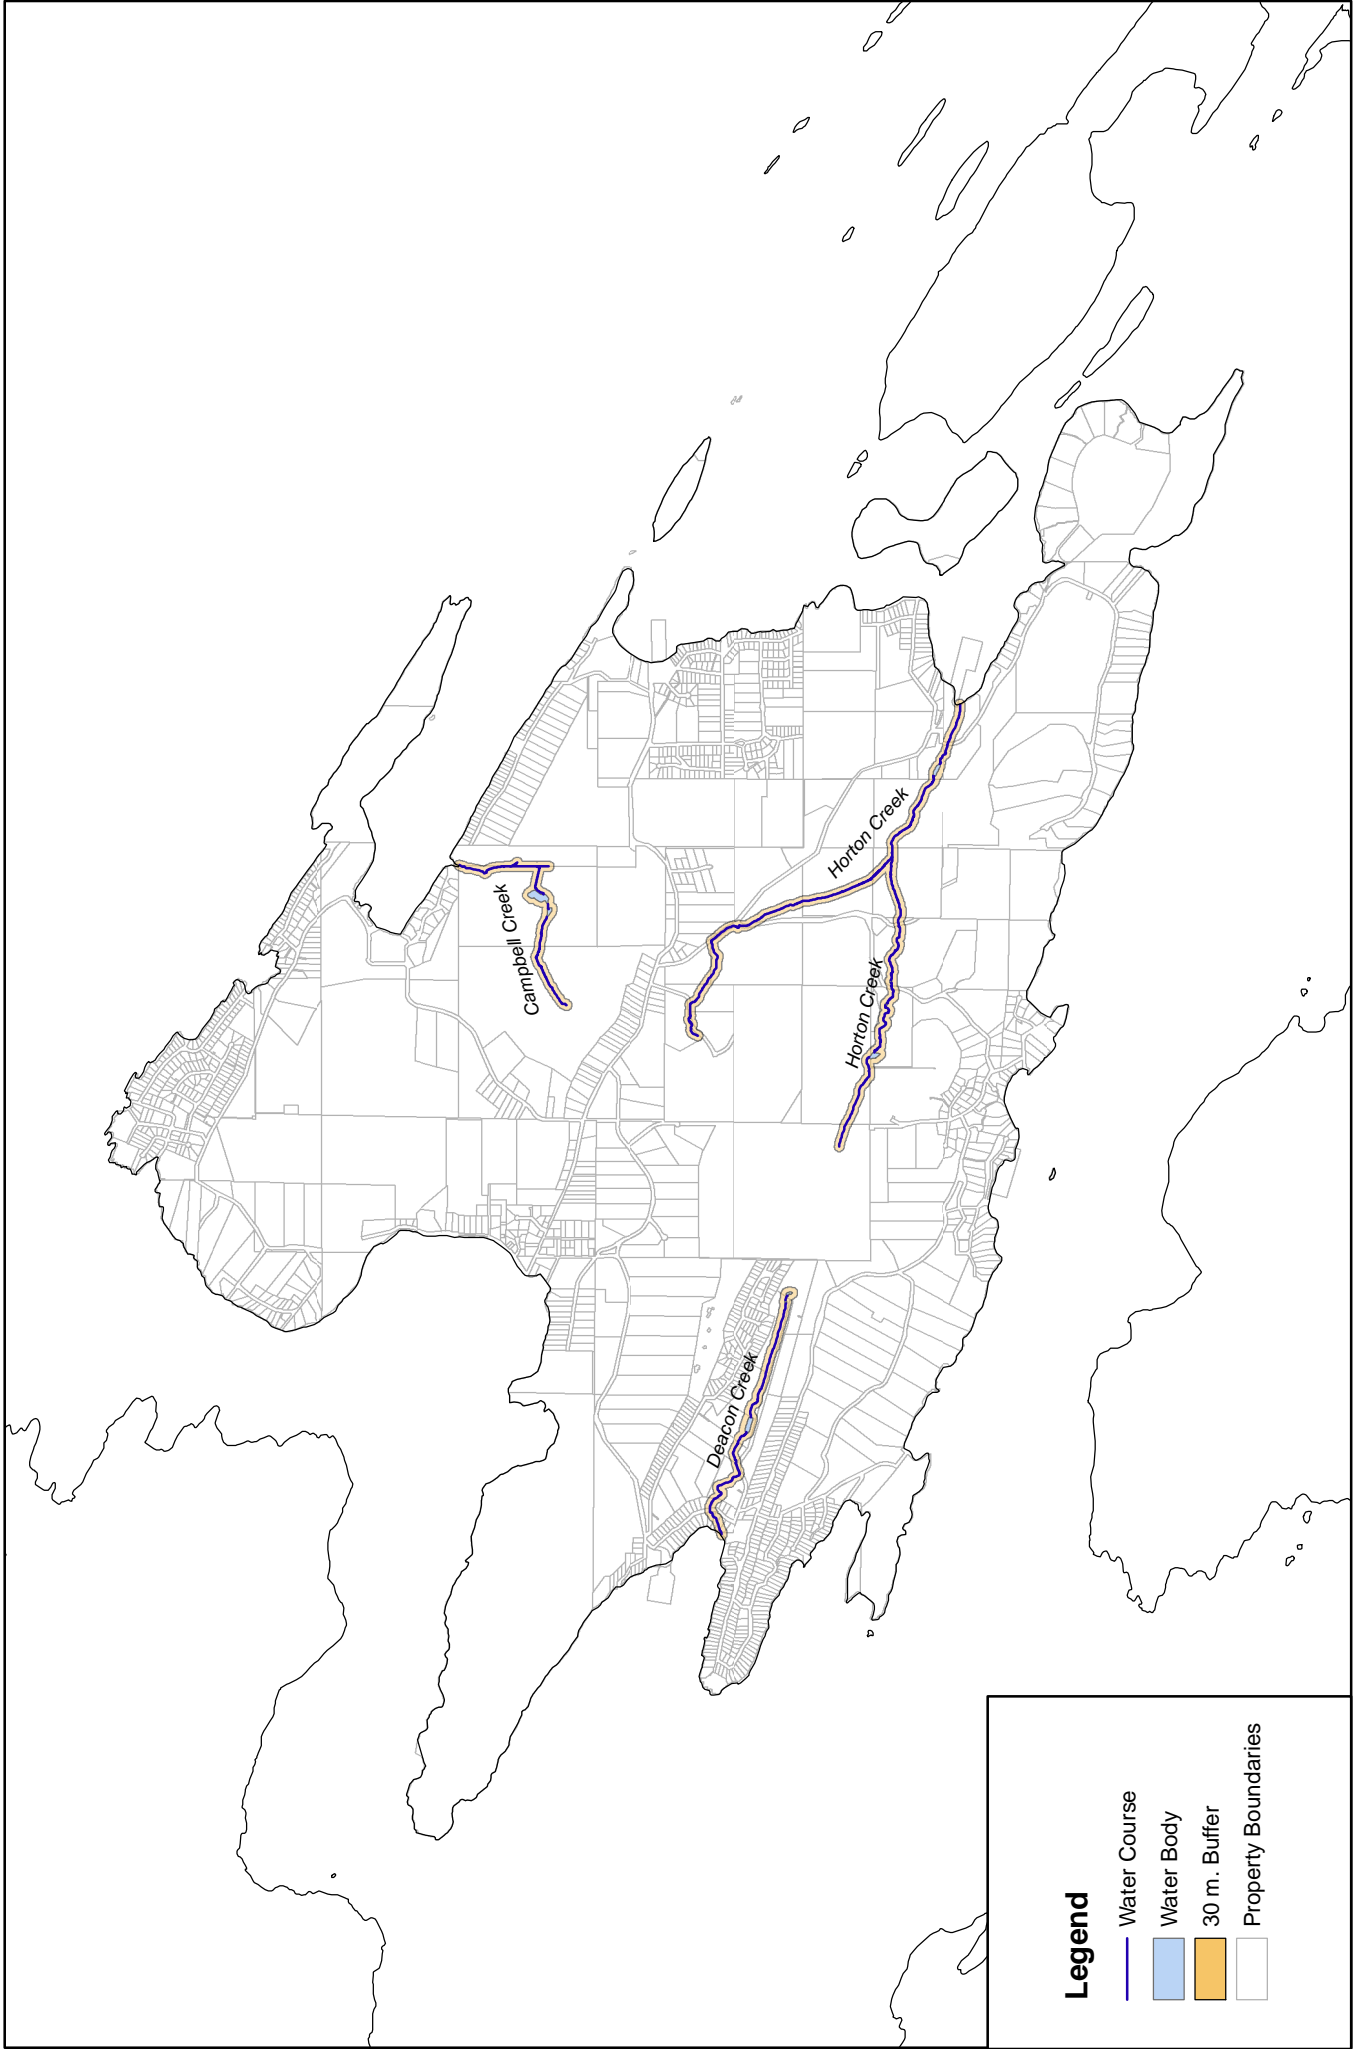 Campbell Creek
Horton Creek
Horton Creek
Deacon Creek
Legend
Water Course
Water Body
30 m. Buffer
Property Boundaries